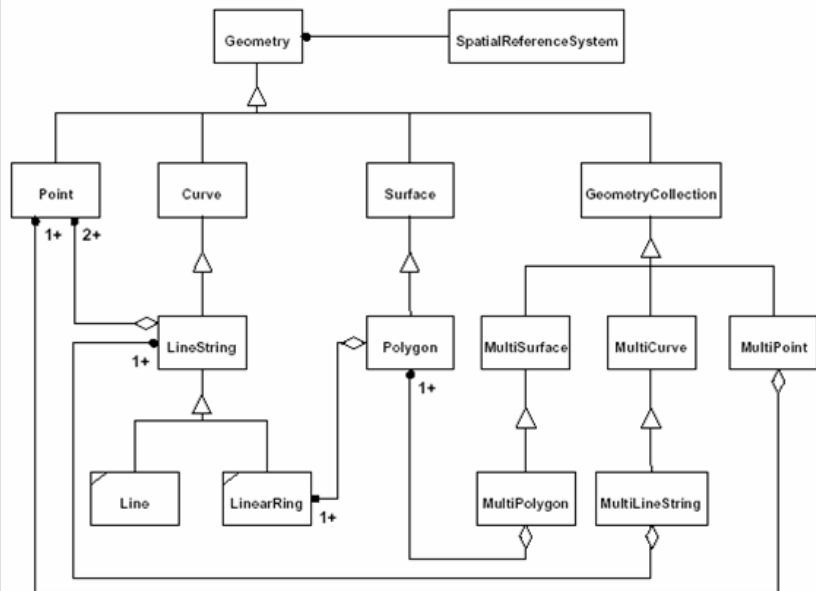 Geometry
SpatialReferenceSystem
Point
Curve
Surface
GeometryCollection
1+
2+
LineString
Polygon
MultiSurface
MultiCurve
MultiPoint
1+
1+
Line
LinearRing
MultiPolygon
MultiLineString
1+